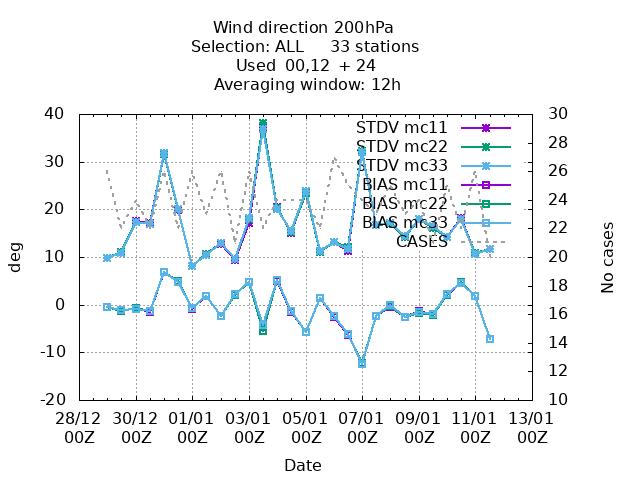 Wind direction 200hPa
Selection: ALL 33 stations
Used 00,12 + 24
Averaging window: 12h
40 30
STDV mc11
28
STDV mc22
30 STDV mc33 26
BIAS mc11
24
20 BIAS mc22
BIAS mc33 22
CASES
10 20
deg No cases
18
0
16
-10 14
12
-20 10
28/12 30/12 01/01 03/01 05/01 07/01 09/01 11/01 13/01
00Z 00Z 00Z 00Z 00Z 00Z 00Z 00Z 00Z
Date